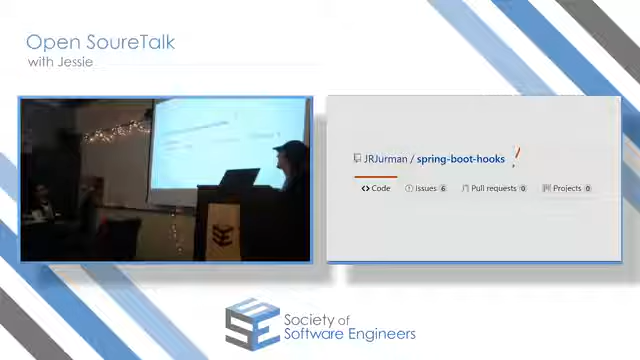 Open SoureTalk
with Jessie
JRJurman / spring-boot-hooks
Code Issues 6 Pull requests 0 Projects 0
Society of
Software Engineers